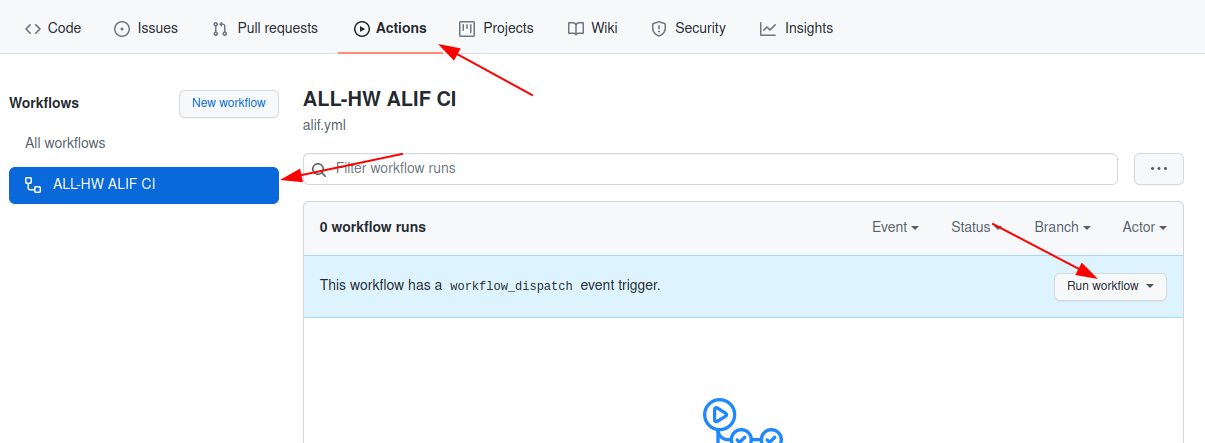 Code Issues Pull requests Actions Projects Wiki Security Insights
Workflows
New workflow
All workflows
ALL-HW ALIF CI
ALL-HW ALIF CI
alif.yml
Filter workflow runs
0 workflow runs
Event Status Branch Actor
This workflow has a workflow_dispatch event trigger.
Run workflow